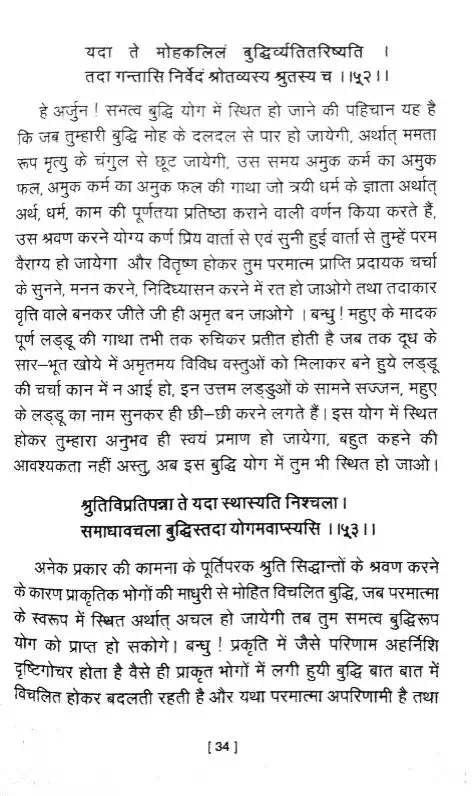 यदा ते मोहकलिलं बुद्धिर्व्यतितरिष्यति ।
तदा गन्तासि निर्वेदं श्रोतव्यस्य श्रुतस्य च ।।५२।।
हे अर्जुन ! समत्व बुद्धि योग में स्थित हो जाने की पहिचान यह है
कि जब तुम्हारी बुद्धि मोह के दलदल से पार हो जायेगी, अर्थात् ममता
रूप मृत्यु के चंगुल से छूट जायेगी, उस समय अमुक कर्म का अमुक
फल, अमुक कर्म का अमुक फल की गाथा जो त्रयी धर्म के ज्ञाता अर्थात्
अर्थ, धर्म, काम की पूर्णतया प्रतिष्ठा कराने वाली वर्णन किया करते हैं,
उस श्रवण करने योग्य कर्ण प्रिय वार्ता से एवं सुनी हुई वार्ता से तुम्हें परम
वैराग्य हो जायेगा और वितृष्ण होकर तुम परमात्म प्राप्ति प्रदायक चर्चा
के सुनने, मनन करने, निदिध्यासन करने में रत हो जाओगे तथा तदाकार
वृत्ति वाले बनकर जीते जी ही अमृत बन जाओगे । बन्धु ! महुए के मादक
पूर्ण लड्डू की गाथा तभी तक रुचिकर प्रतीत होती है जब तक दूध के
सार–भूत खोये में अमृतमय विविध वस्तुओं को मिलाकर बने हुये लड्डू
की चर्चा कान में न आई हो, इन उत्तम लड्डुओं के सामने सज्जन, महुए
के लड्डू का नाम सुनकर ही छी–छी करने लगते हैं। इस योग में स्थित
होकर तुम्हारा अनुभव ही स्वयं प्रमाण हो जायेगा, बहुत कहने की
आवश्यकता नहीं अस्तु, अब इस बुद्धि योग में तुम भी स्थित हो जाओ।
श्रुतिविप्रतिपन्ना ते यदा स्थास्यति निश्चला।
समाधावचला बुद्धिस्तदा योगमवाप्स्यसि ।।५३।।
अनेक प्रकार की कामना के पूर्तिपरक श्रुति सिद्धान्तों के श्रवण करने
के कारण प्राकृतिक भोगों की माधुरी से मोहित विचलित बुद्धि, जब परमात्मा
के स्वरूप में स्थित अर्थात् अचल हो जायेगी तब तुम समत्व बुद्धिरूप
योग को प्राप्त हो सकोगे। बन्धु ! प्रकृति में जैसे परिणाम अहर्निशि
दृष्टिगोचर होता है वैसे ही प्राकृत भोगों में लगी हुयी बुद्धि बात बात में
विचलित होकर बदलती रहती है और यथा परमात्मा अपरिणामी है तथा
[ 34 ]